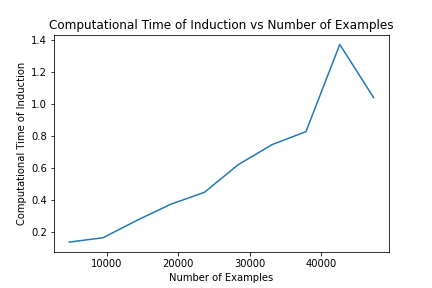 Computational Time of Induction vs Number of Examples
Computational Time of Induction
1.4
1.2
1.0
0.8
0.6
0.4
0.2
10000 20000 30000 40000
Number of Examples